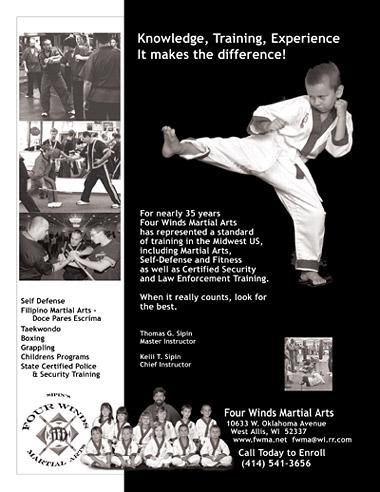 Knowledge, Training, Experience
It makes the difference!
For nearly 35 years
Four Winds Martial Arts
has represented a standard
of training in the Midwest US,
including Martial Arts,
Self-Defense and Fitness
as well as Certified Security
and Law Enforcement Training.
When it really counts, look for
the best.
Thomas G. Sipin
Master Instructor
Kelli T. Sipin
Chief Instructor
Self Defense
Filipino Martial Arts -
Doce Pares Escrima
Taekwondo
Boxing
Grappling
Childrens Programs
State Certified Police
& Security Training
SIPIN'S
FOUR WINDS
MARTIAL ARTS
Four Winds Martial Arts
10633 W. Oklahoma Avenue
West Allis, WI 52337
www.fwma.net fwma@wi.rr.com
Call Today to Enroll
(414) 541-3656